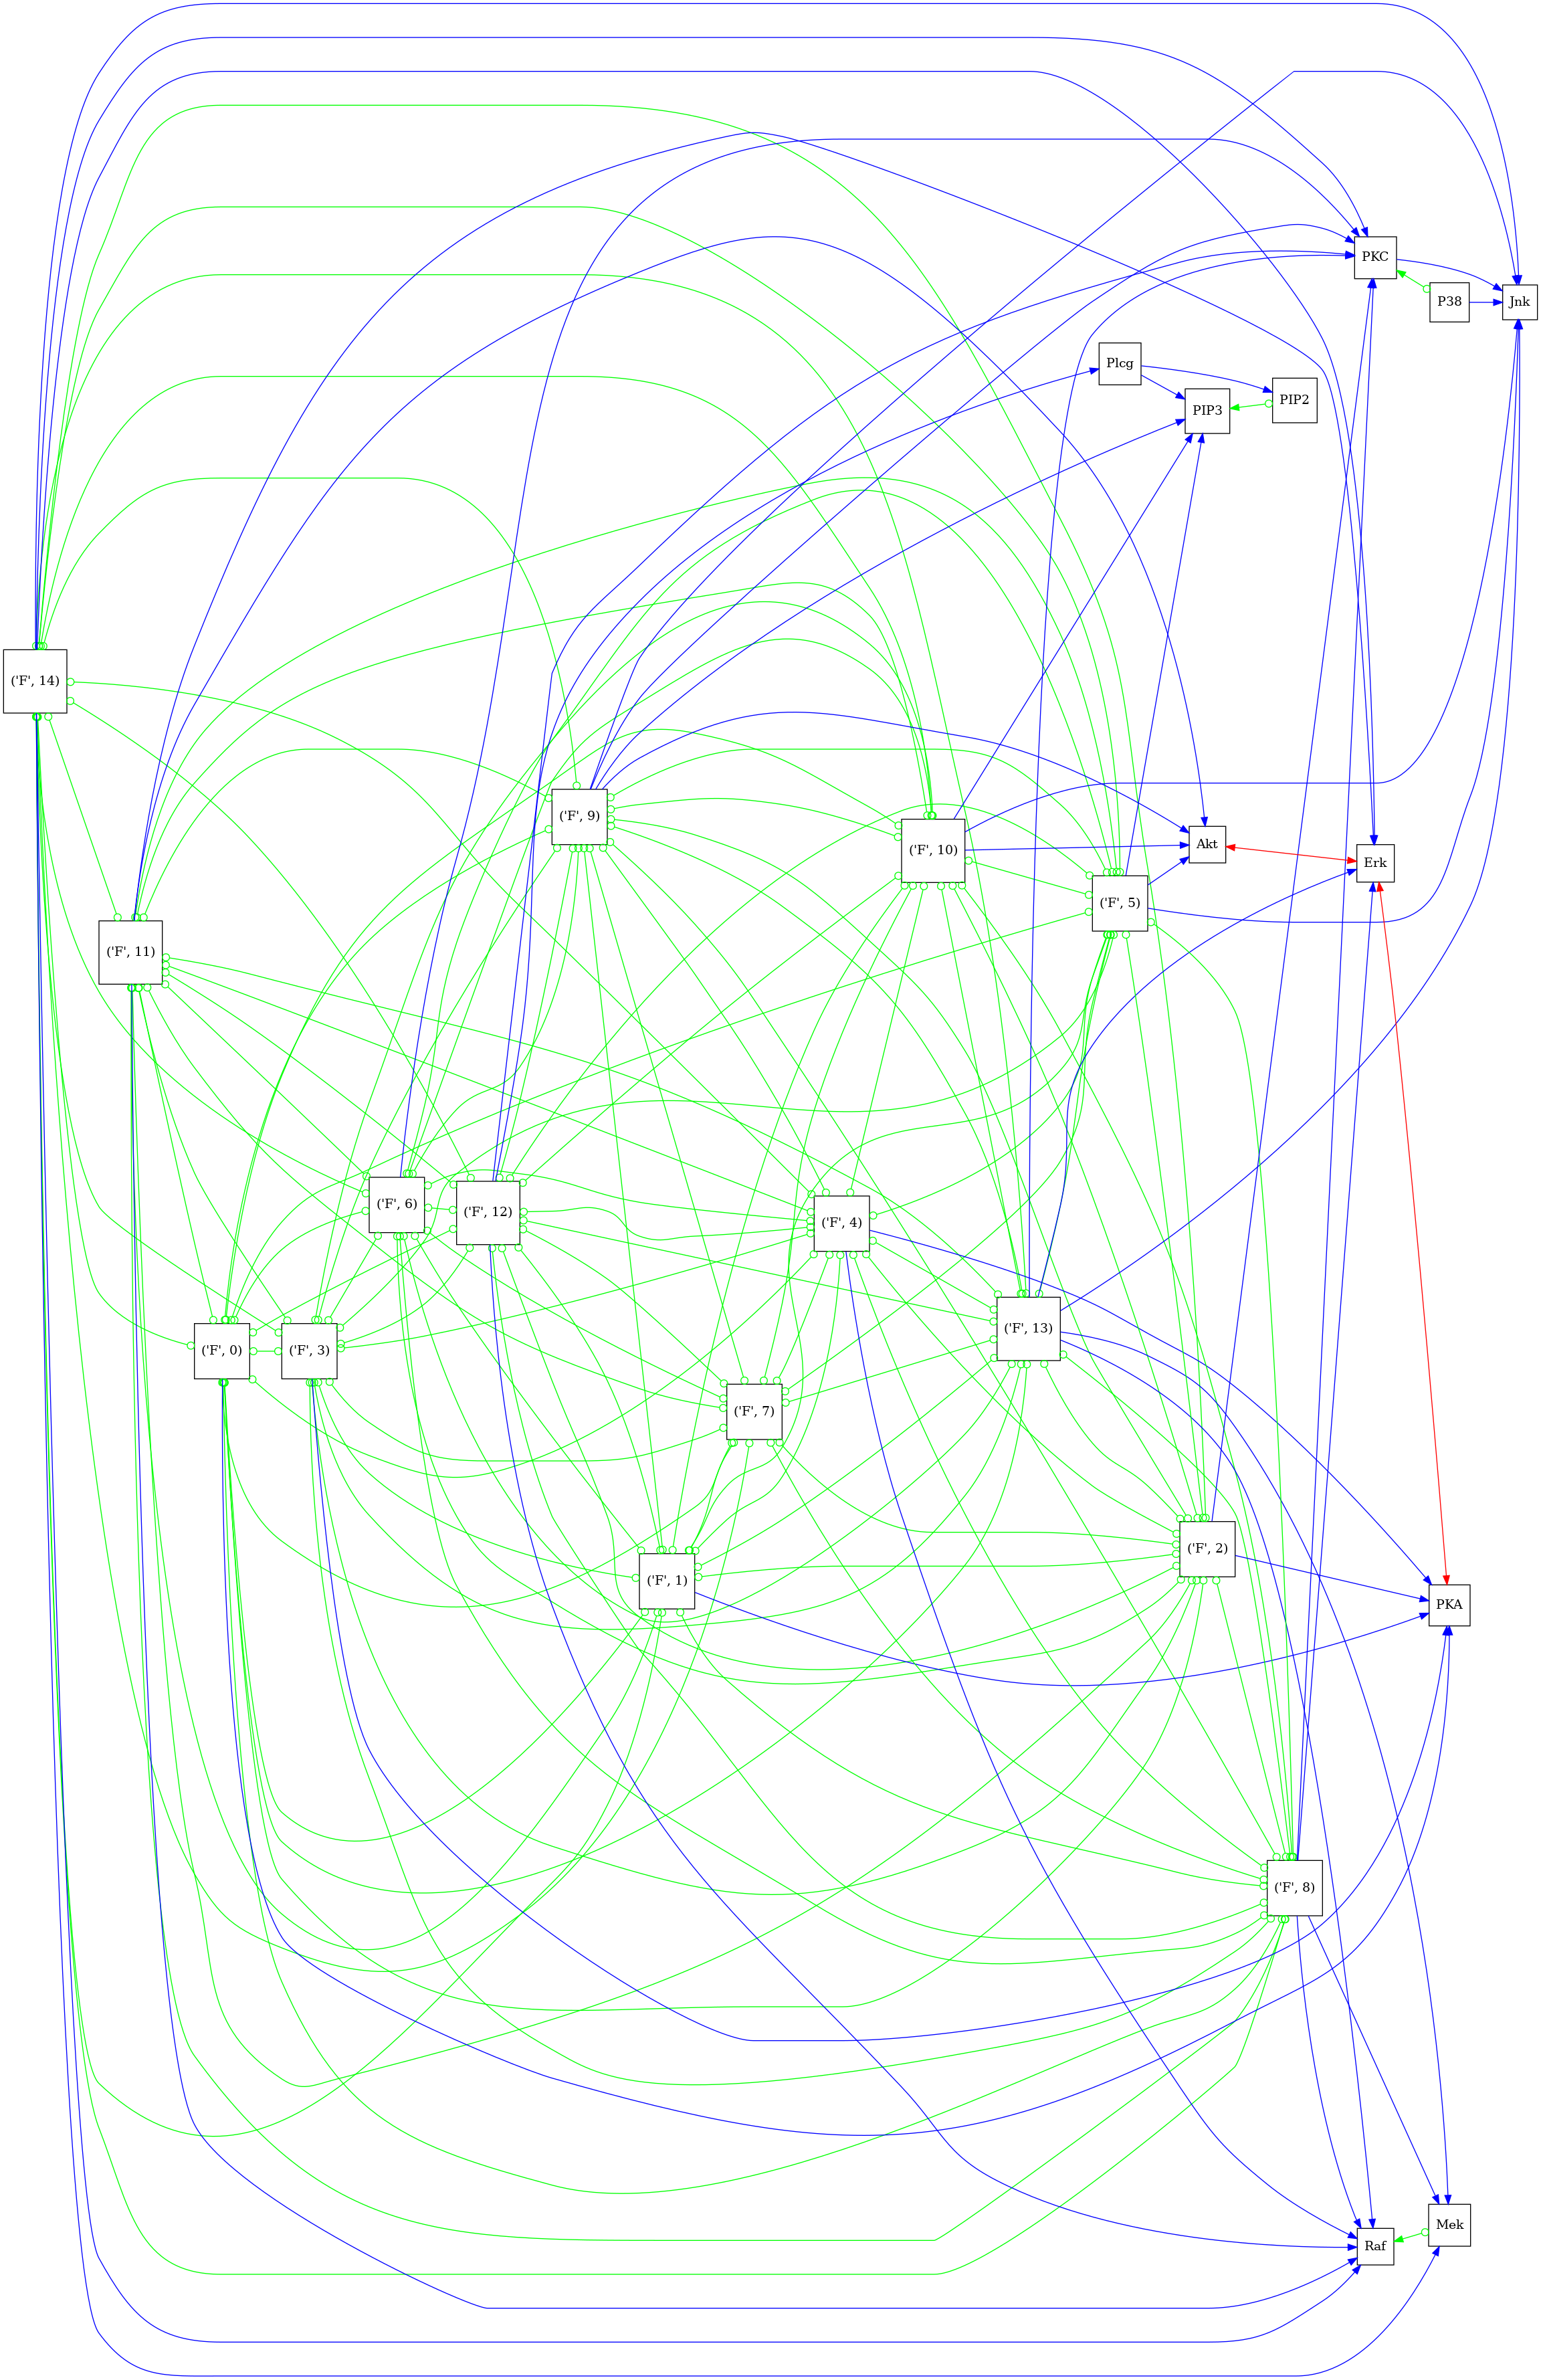 PKC
P38
Jnk
Plcg
PIP2
PIP3
('F', 14)
('F', 9)
('F', 10)
Akt
Erk
('F', 5)
('F', 11)
('F', 6)
('F', 12)
('F', 4)
('F', 13)
('F', 0)
('F', 3)
('F', 7)
('F', 2)
('F', 1)
PKA
('F', 8)
Mek
Raf